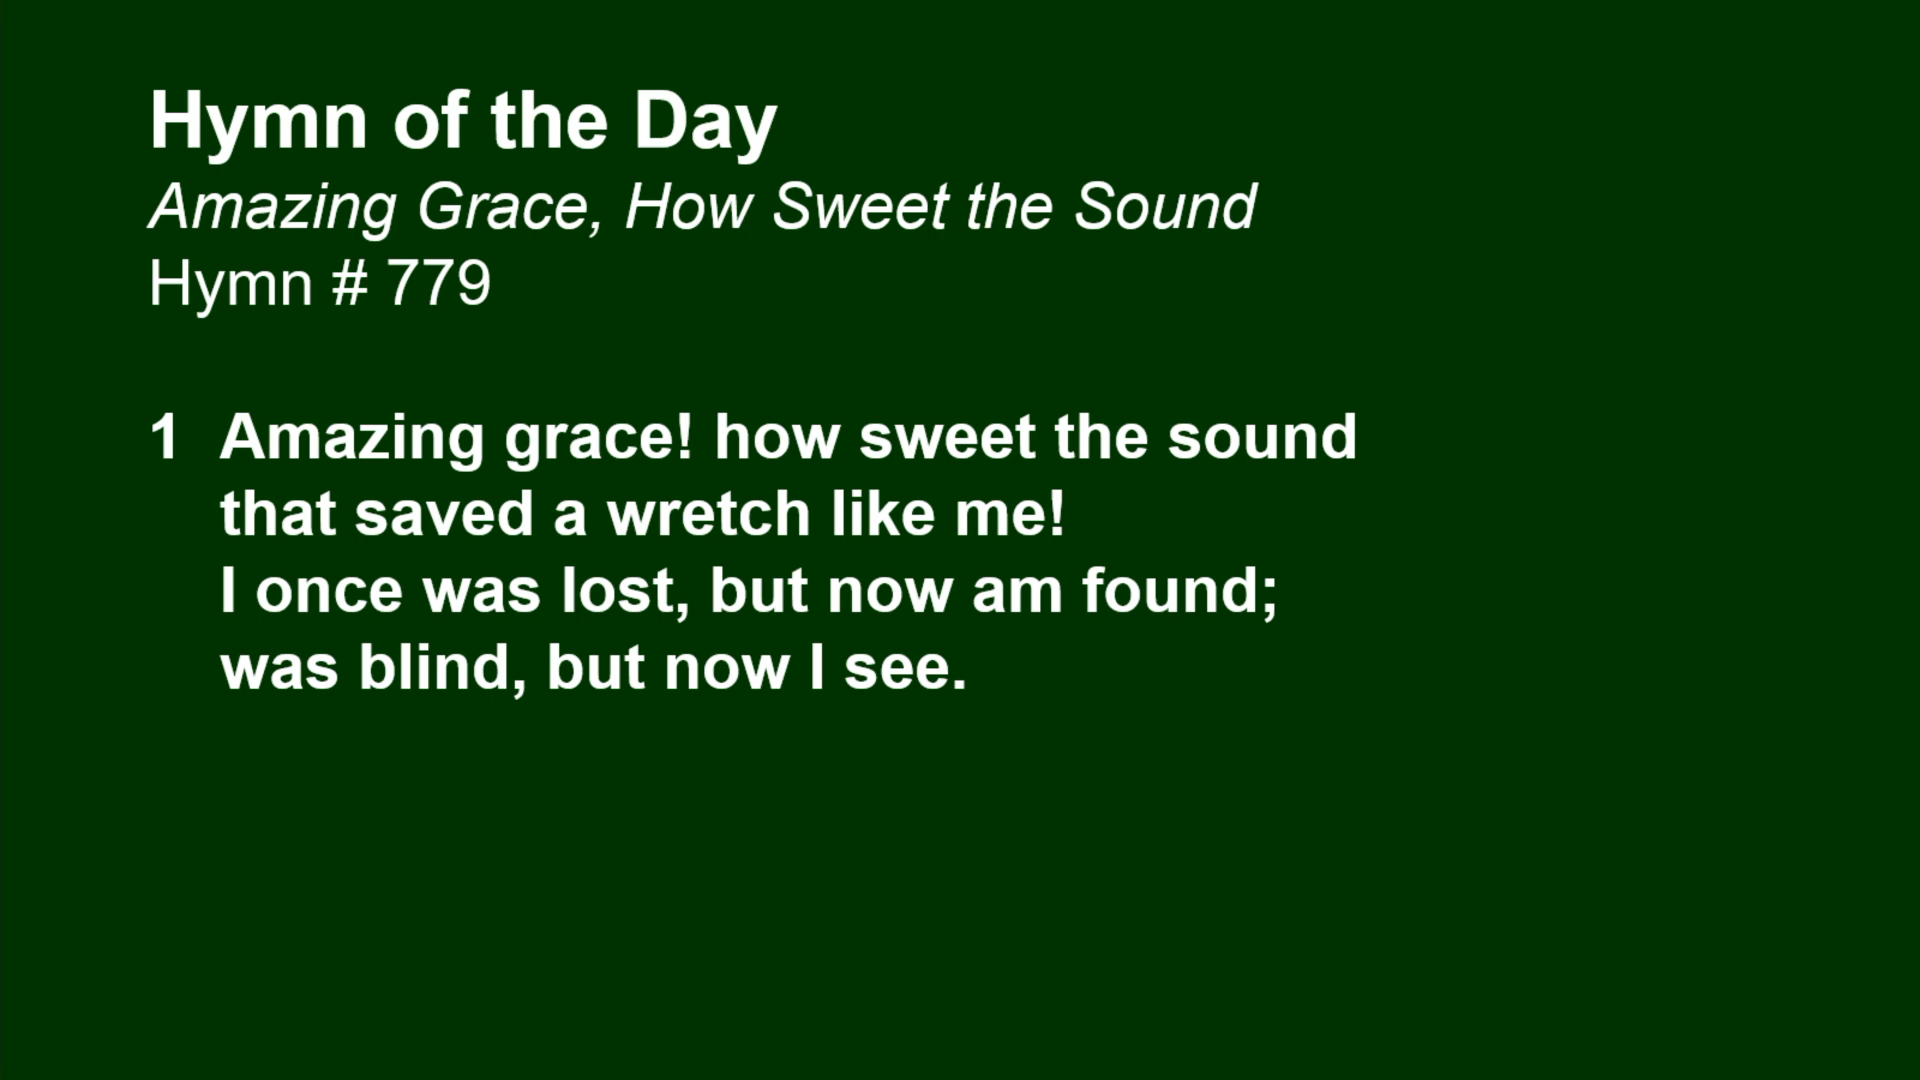 Hymn of the Day
Amazing Grace, How Sweet the Sound
Hymn # 779
1 Amazing grace! how sweet the sound
that saved a wretch like me!
I once was lost, but now am found;
was blind, but now I see.